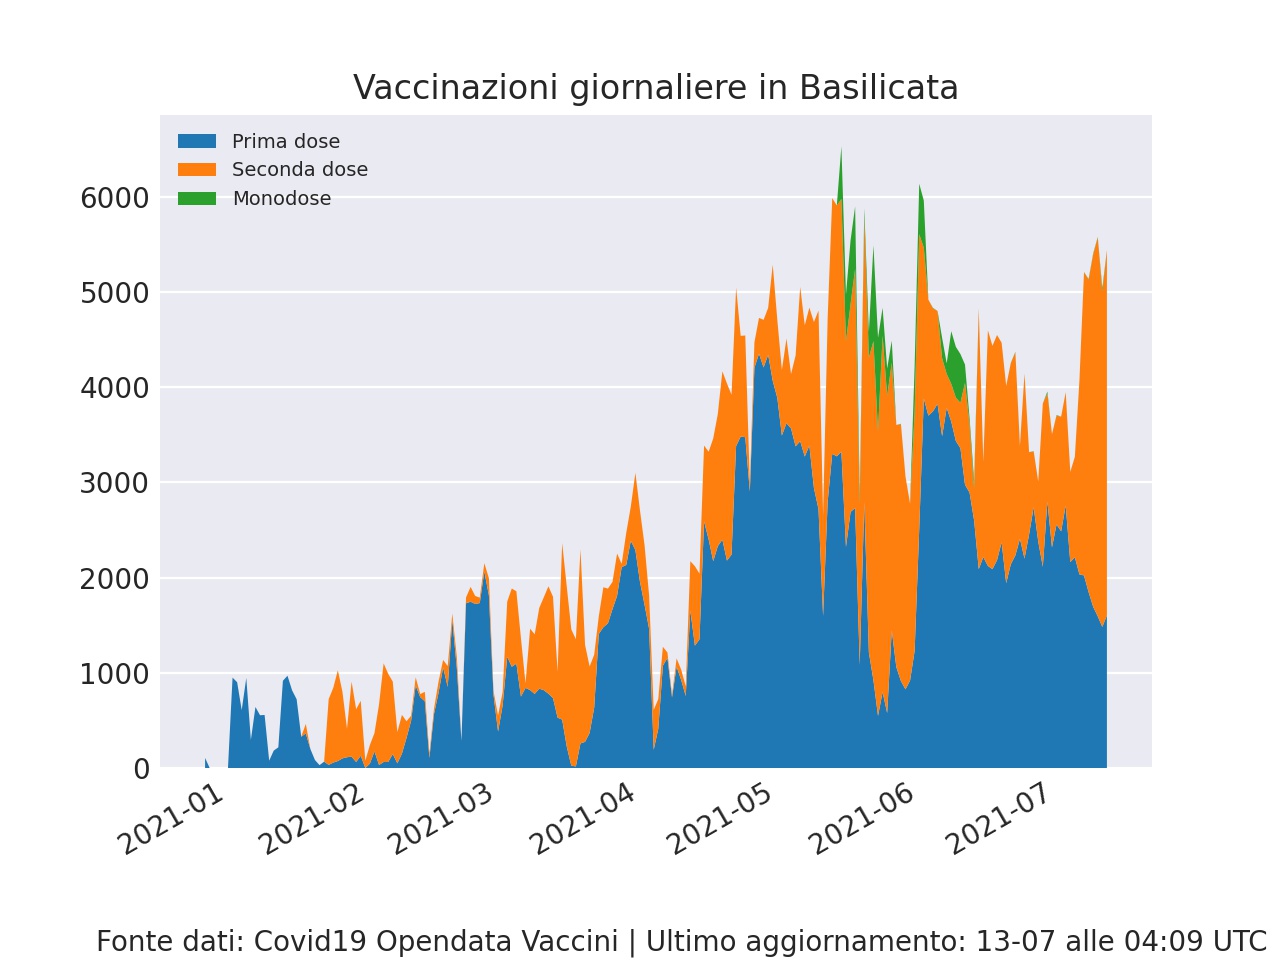 Vaccinazioni giornaliere in Basilicata
Prima dose
Seconda dose
Monodose
6000
5000
4000
3000
2000
1000
0
2021-01
2021-02
2021-03
2021-04
2021-05
2021-06
2021-07
Fonte dati: Covid19 Opendata Vaccini | Ultimo aggiornamento: 13-07 alle 04:09 UTC